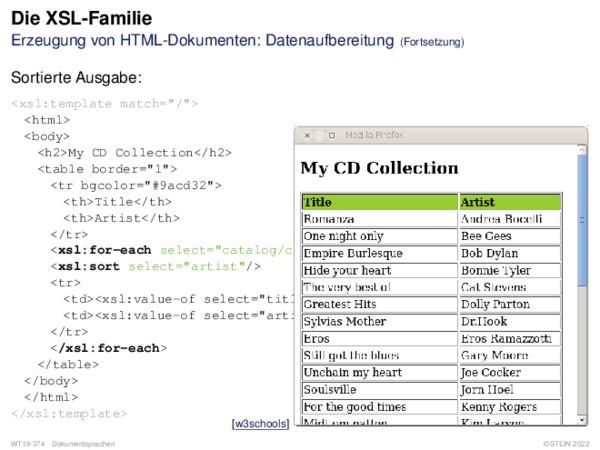 Die XSL-Familie
Erzeugung von HTML-Dokumenten: Datenaufbereitung (Fortsetzung)
Sortierte Ausgabe:
<xsl:template match="/">
<html>
<body>
<h2>My CD Collection</h2>
<table border="1">
<tr bgcolor="#9acd32">
<th>Title</th>
<th>Artist</th>
</tr>
<xsl:for-each select="catalog/c
<xsl:sort select="artist"/>
<tr>
<td><xsl:value-of select="titl
<td><xsl:value-of select="arti
</tr>
</xsl:for-each>
</table>
</body>
</html>
</xsl:template>
[w3schools]
Mozilla Firefox
My CD Collection
Title Artist
Romanza Andrea Bocelli
One night only Bee Gees
Empire Burlesque Bob Dylan
Hide your heart Bonnie Tyler
The very best of Cat Stevens
Greatest Hits Dolly Parton
Sylvias Mother Dr.Hook
Eros Eros Ramazzotti
Still got the blues Gary Moore
Unchain my heart Joe Cocker
Soulsville Jorn Hoel
For the good times Kenny Rogers
Midt om natten Kim Larsen
WT:III-374 Dokumentsprachen
©STEIN 2022